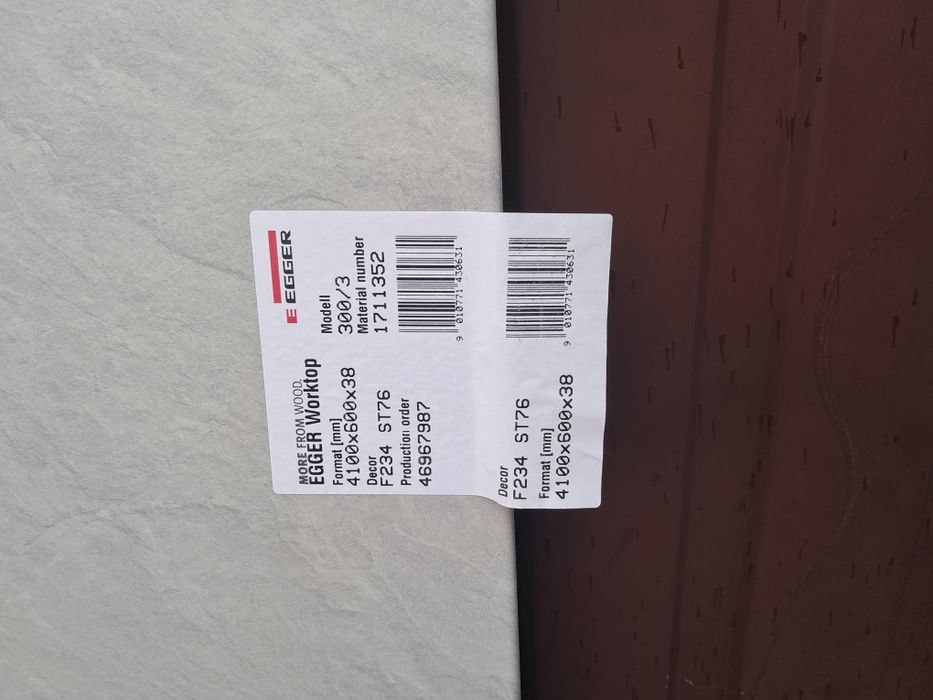 E EGGER
MORE FROM WOOD.
EGGER Worktop
Format [mm]
4100x600x38
Decor
F234 ST76
Production order
46967987
Modell
300/3
Material number
1711352
9 010771 430631
Decor
F234 ST76
Format [mm]
4100x600x38
9 010771 430631